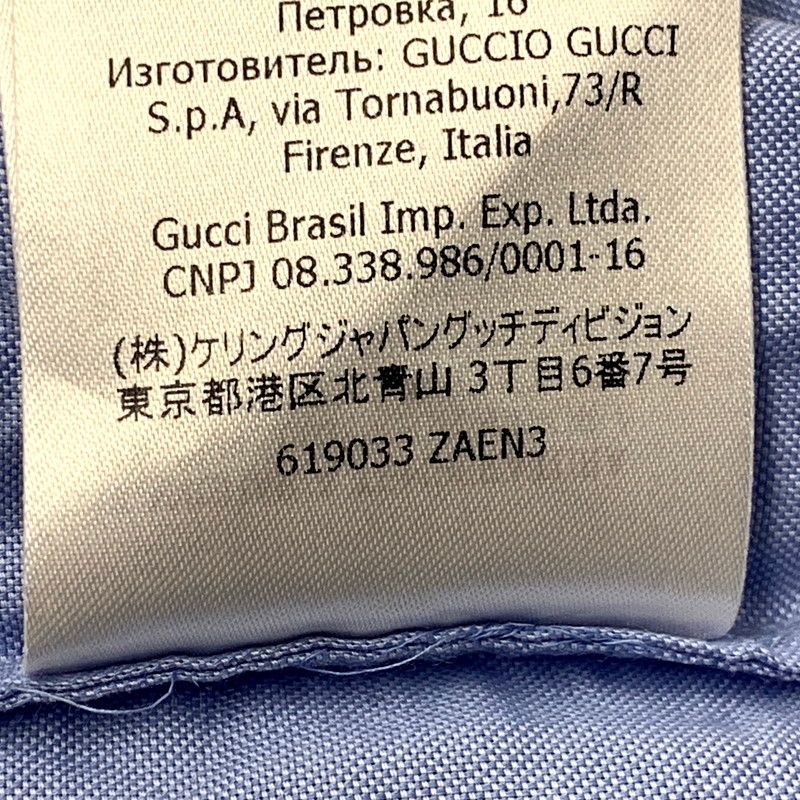 Петровка, 16
Изготовитель: GUCCIO GUCCI
S.p.A, via Tornabuoni,73/R
Firenze, Italia
Gucci Brasil Imp. Exp. Ltda.
CNPJ 08.338.986/0001-16
(株)ケリングジャパングッチディビジョン
東京都港区北青山 3丁目6番7号
619033 ZAEN3